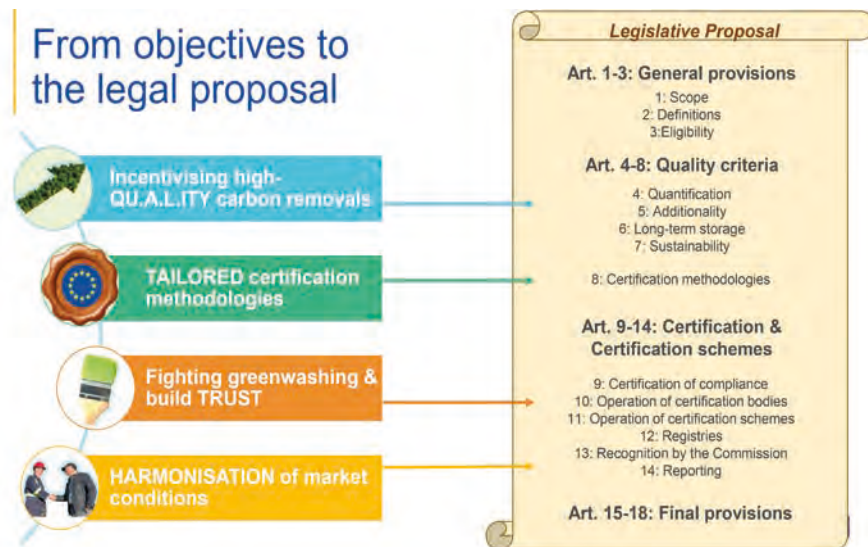 From objectives to
the legal proposal
Incentivising high-
QU.A.L.ITY carbon removals
TAILORED certification
methodologies
Fighting greenwashing &
build TRUST
HARMONISATION of market
conditions
Legislative Proposal
Art. 1-3: General provisions
1: Scope
2: Definitions
3:Eligibility
Art. 4-8: Quality criteria
4: Quantification
5: Additionality
6: Long-term storage
7: Sustainability
8: Certification methodologies
Art. 9-14: Certification &
Certification schemes
9: Certification of compliance
10: Operation of certification bodies
11: Operation of certification schemes
12: Registries
13: Recognition by the Commission
14: Reporting
Art. 15-18: Final provisions